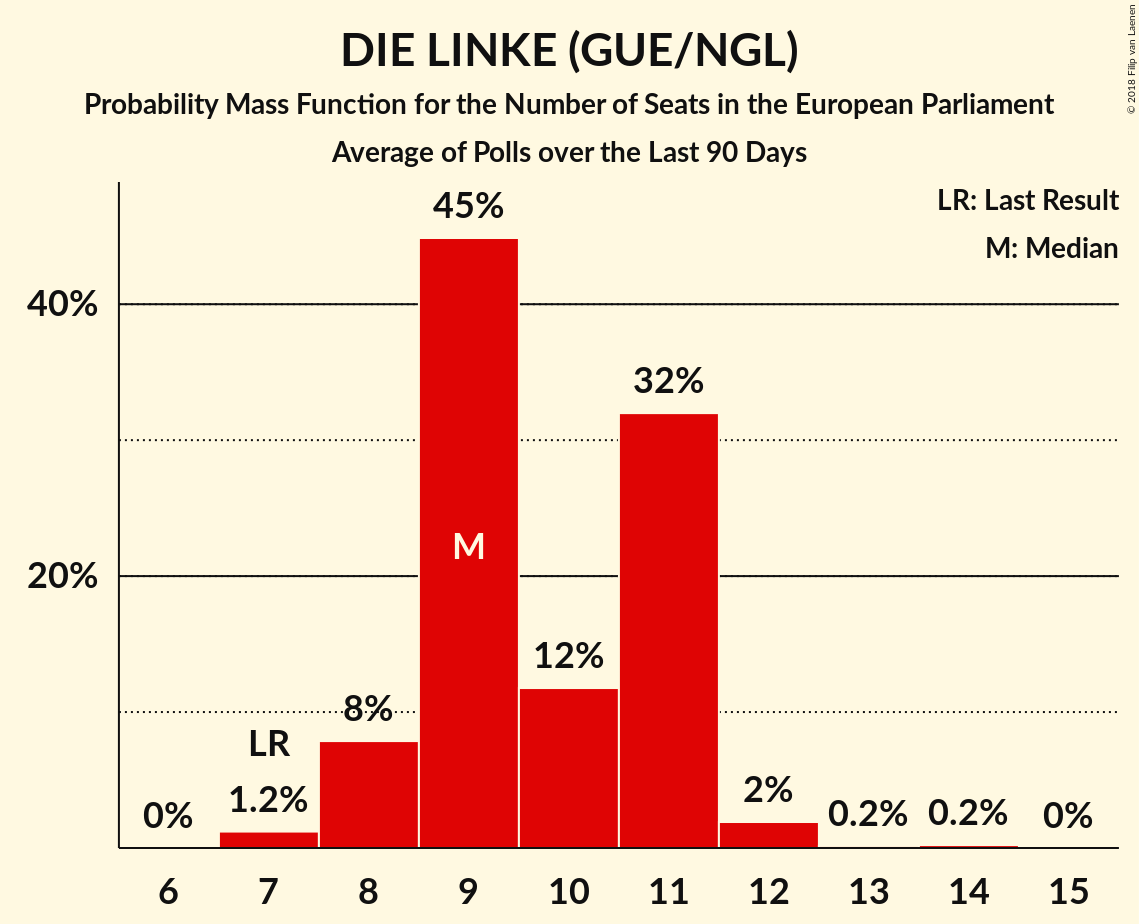 DIE LINKE (GUE/NGL)
Probability Mass Function for the Number of Seats in the European Parliament
Average of Polls over the Last 90 Days
© 2018 Filip van Laenen
LR: Last Result
M: Median
45%
40%
32%
M
20%
12%
8%
LR
1.2%
0%
2%
0.2%
0.2%
0%
6 7 8 9 10 11 12 13 14 15